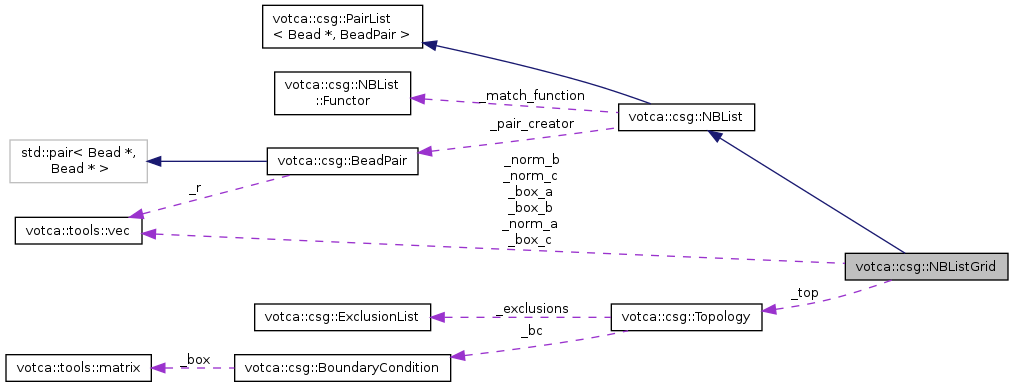 votca::csg::PairList
< Bead *, BeadPair >
votca::csg::NBList
::Functor
_match_function
votca::csg::NBList
_pair_creator
std::pair< Bead *,
Bead * >
votca::csg::BeadPair
_norm_b
_norm_c
_box_a
_box_b
_norm_a
_box_c
_r
votca::tools::vec
votca::csg::NBListGrid
_top
votca::csg::ExclusionList
_exclusions
votca::csg::Topology
_bc
votca::tools::matrix
_box
votca::csg::BoundaryCondition